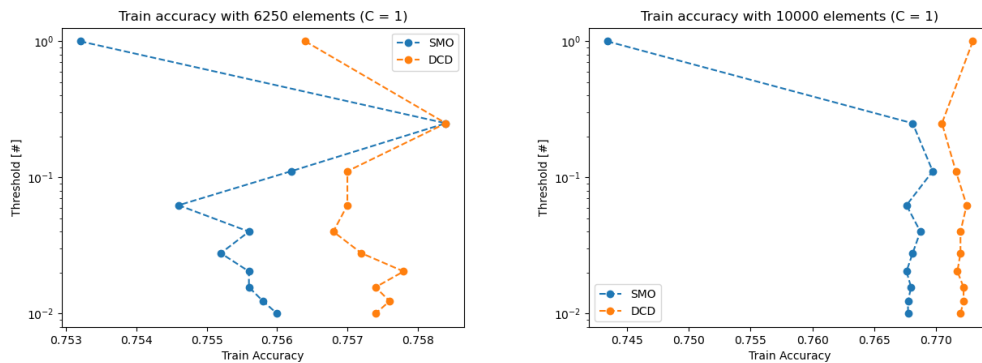 Train accuracy with 6250 elements (C = 1)
Threshold [#]
10⁰
10⁻¹
10⁻²
SMO
DCD
0.753 0.754 0.755 0.756 0.757 0.758
Train Accuracy
Train accuracy with 10000 elements (C = 1)
Threshold [#]
10⁰
10⁻¹
10⁻²
SMO
DCD
0.745 0.750 0.755 0.760 0.765 0.770
Train Accuracy